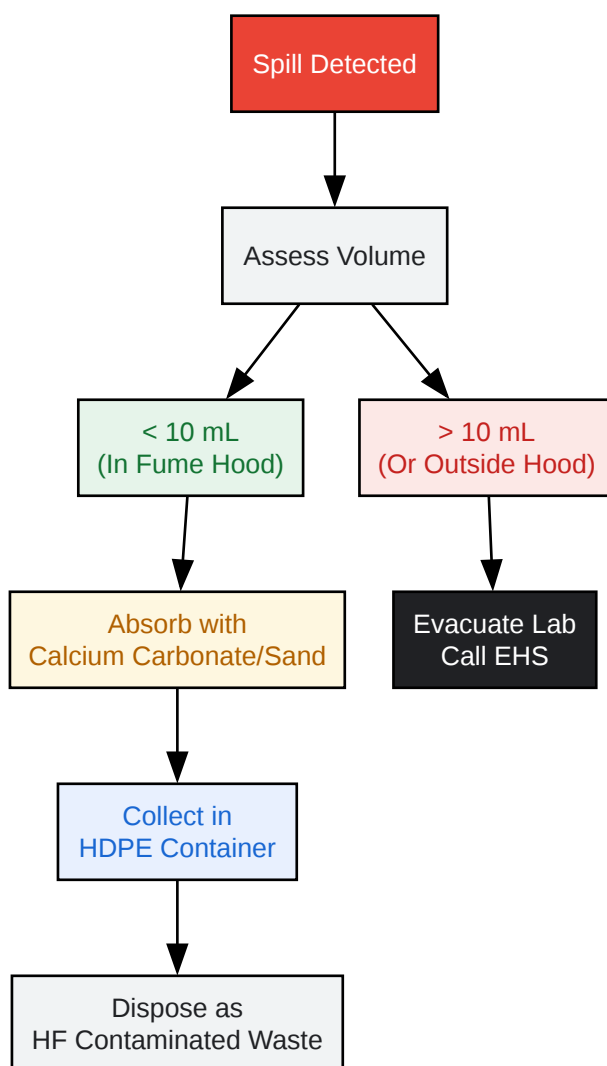 Spill Detected
Assess Volume
< 10 mL
(In Fume Hood)
> 10 mL
(Or Outside Hood)
Absorb with
Calcium Carbonate/Sand
Evacuate Lab
Call EHS
Collect in
HDPE Container
Dispose as
HF Contaminated Waste